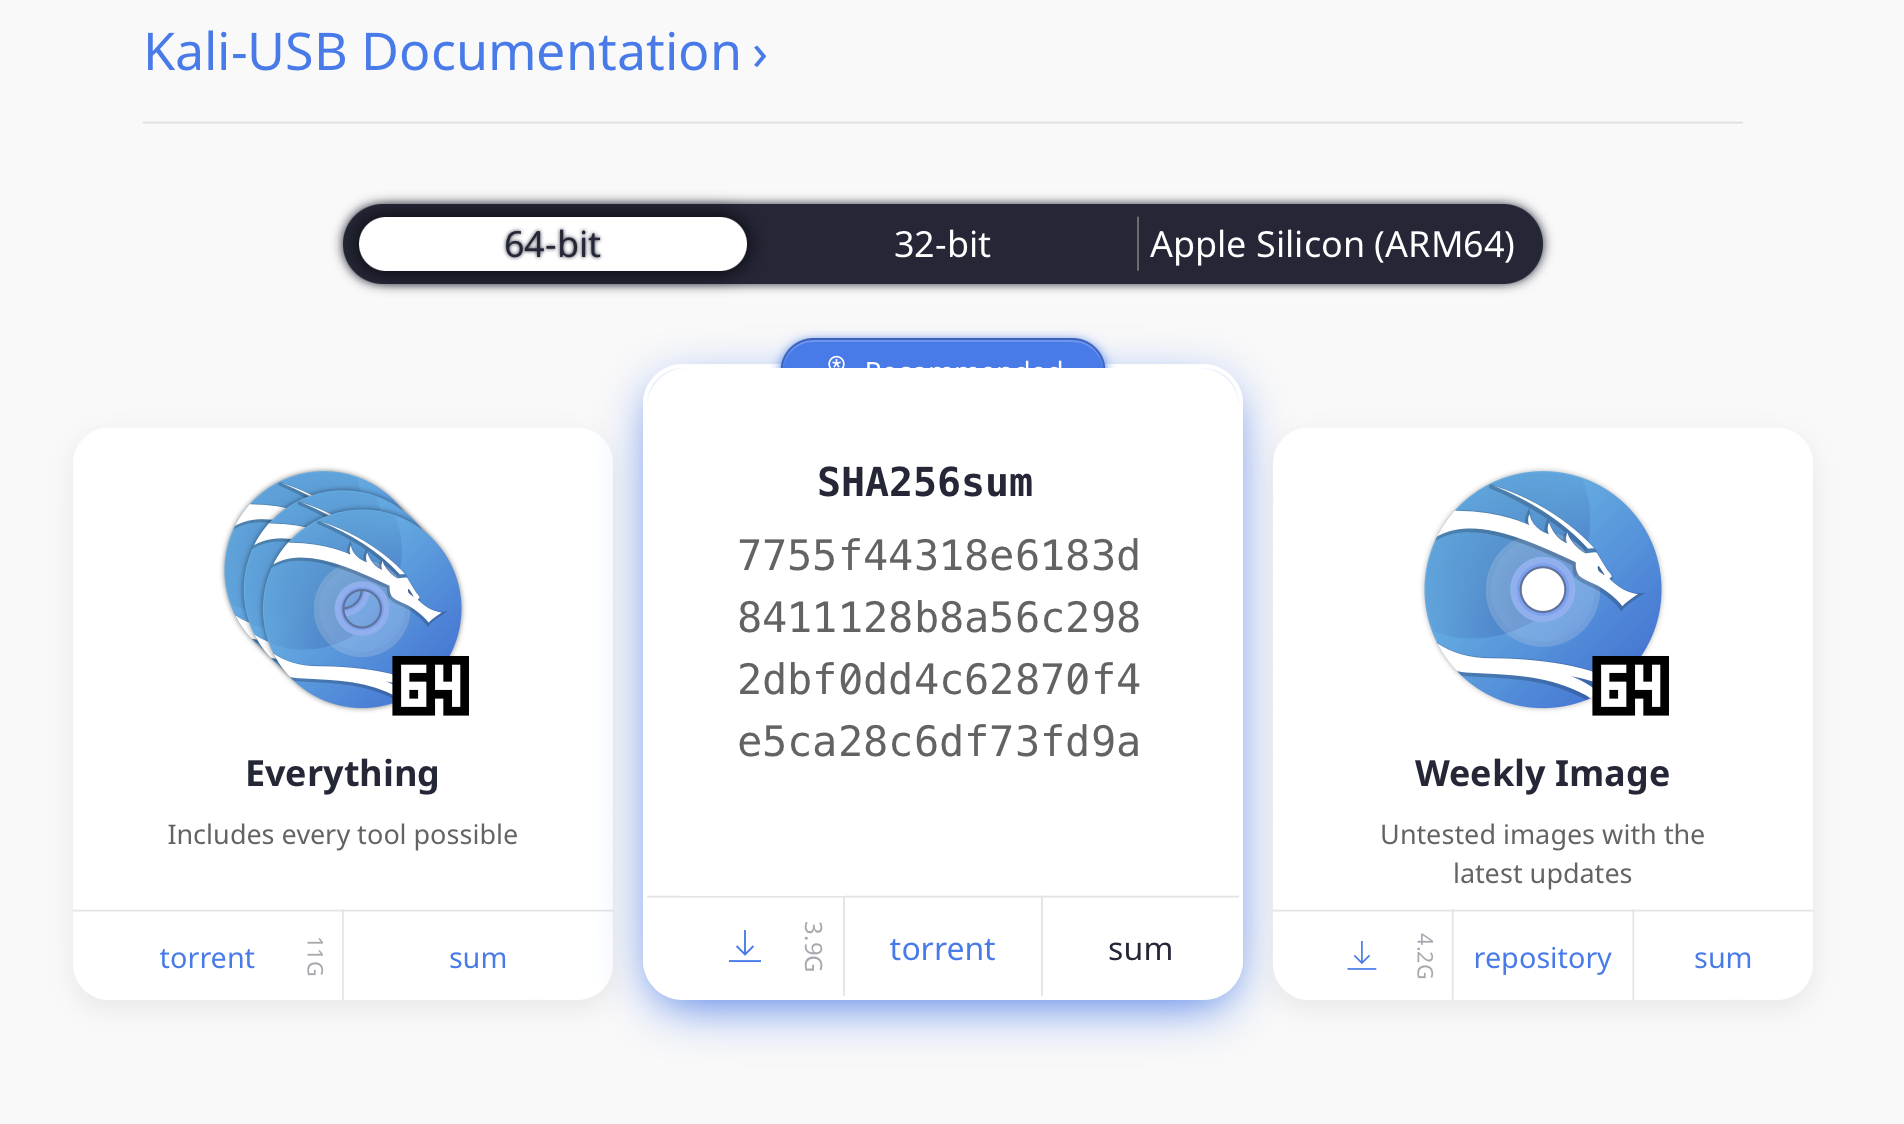 Kali-USB Documentation ›
64-bit
32-bit
Apple Silicon (ARM64)
Recommended
64
Everything
Includes every tool possible
torrent
11G
sum
SHA256sum
7755f44318e6183d
8411128b8a56c298
2dbf0dd4c62870f4
e5ca28c6df73fd9a
3.9G
torrent
sum
64
Weekly Image
Untested images with the
latest updates
4.2G
repository
sum